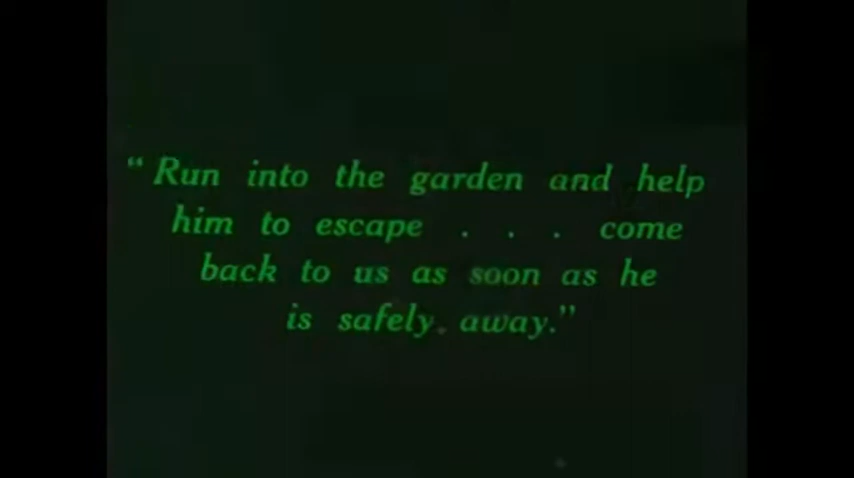 “Run into the garden and help
him to escape . . . come
back to us as soon as he
is safely away.”